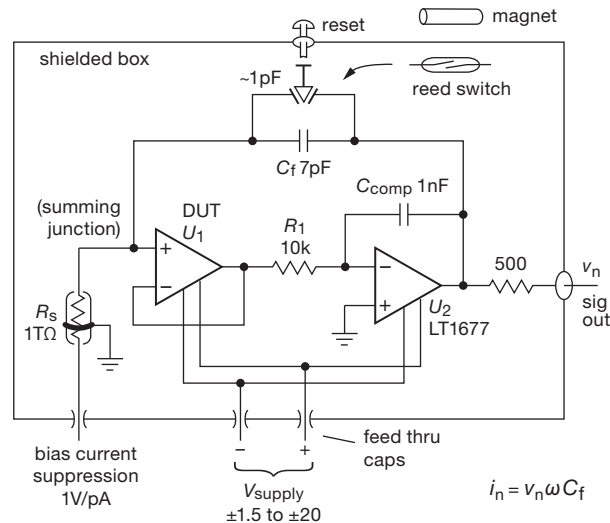 reset
magnet
shielded box
~1pF
reed switch
Cf 7pF
Ccomp 1nF
(summing junction)
DUT
U1
R1
10k
+
−
−
+
500
vn
sig out
U2
LT1677
Rs
1TΩ
bias current suppression
1V/pA
−
+
feed thru caps
Vsupply
±1.5 to ±20
in = vnωCf